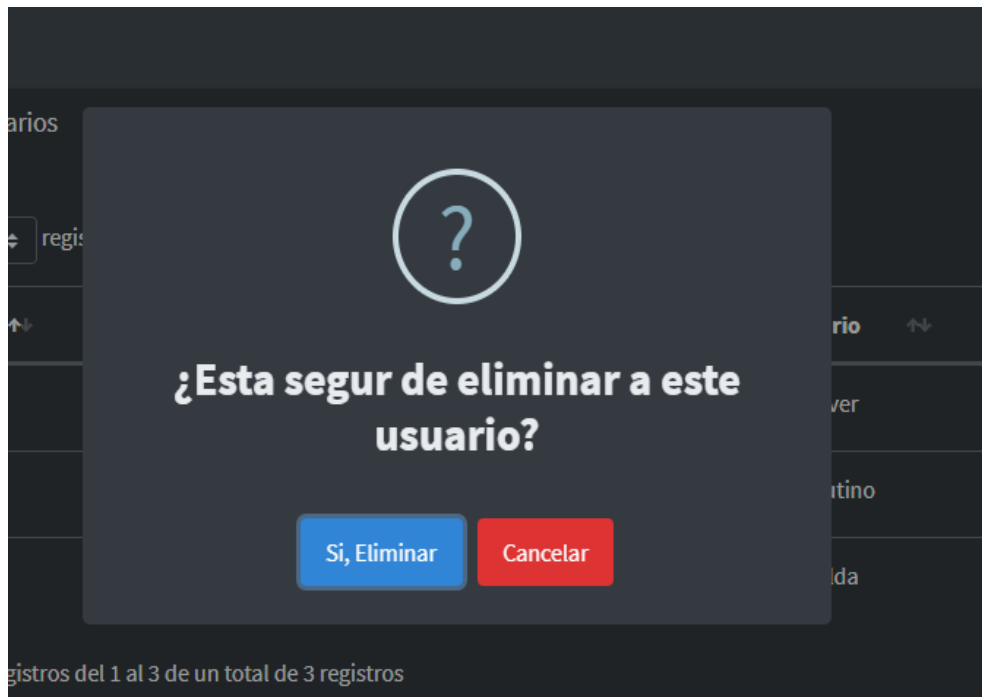 arios
regis
rio
?
¿Esta segur de eliminar a este
usuario?
ver
utino
Si, Eliminar
Cancelar
lda
gistros del 1 al 3 de un total de 3 registros